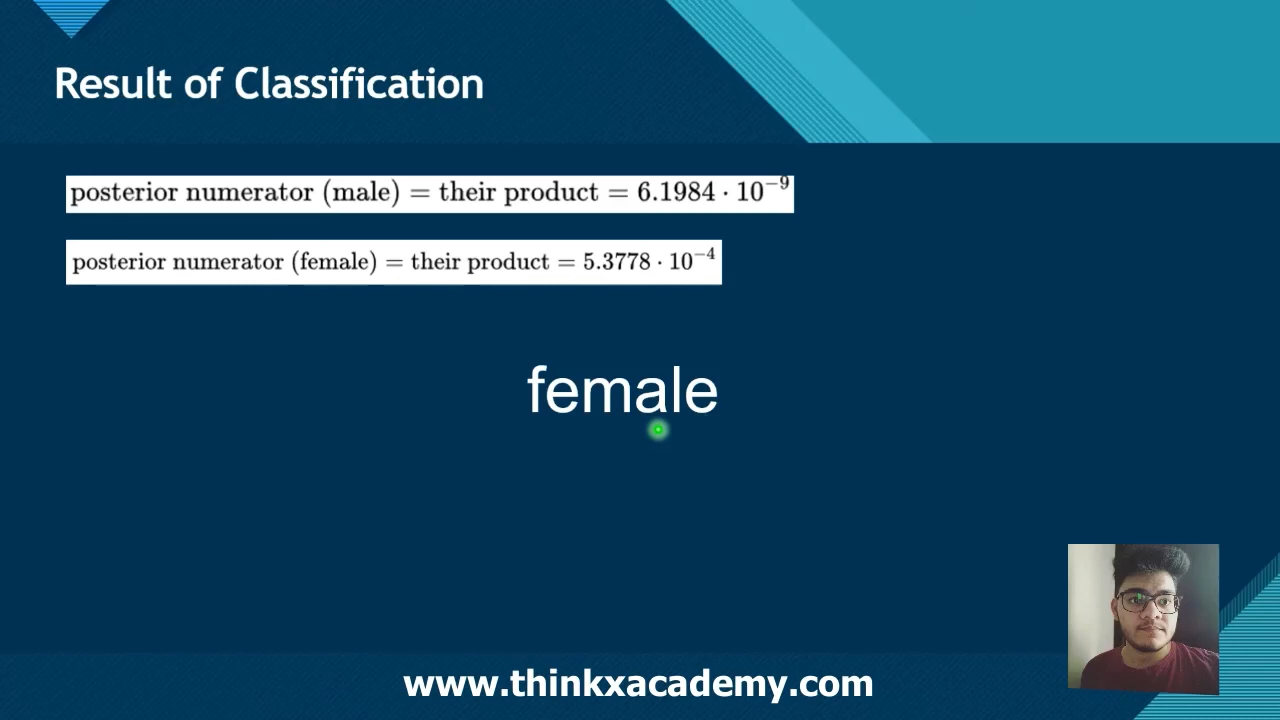 Result of Classification
posterior numerator (male) = their product = 6.1984 · 10⁻⁹
posterior numerator (female) = their product = 5.3778 · 10⁻⁴
female
www.thinkxacademy.com